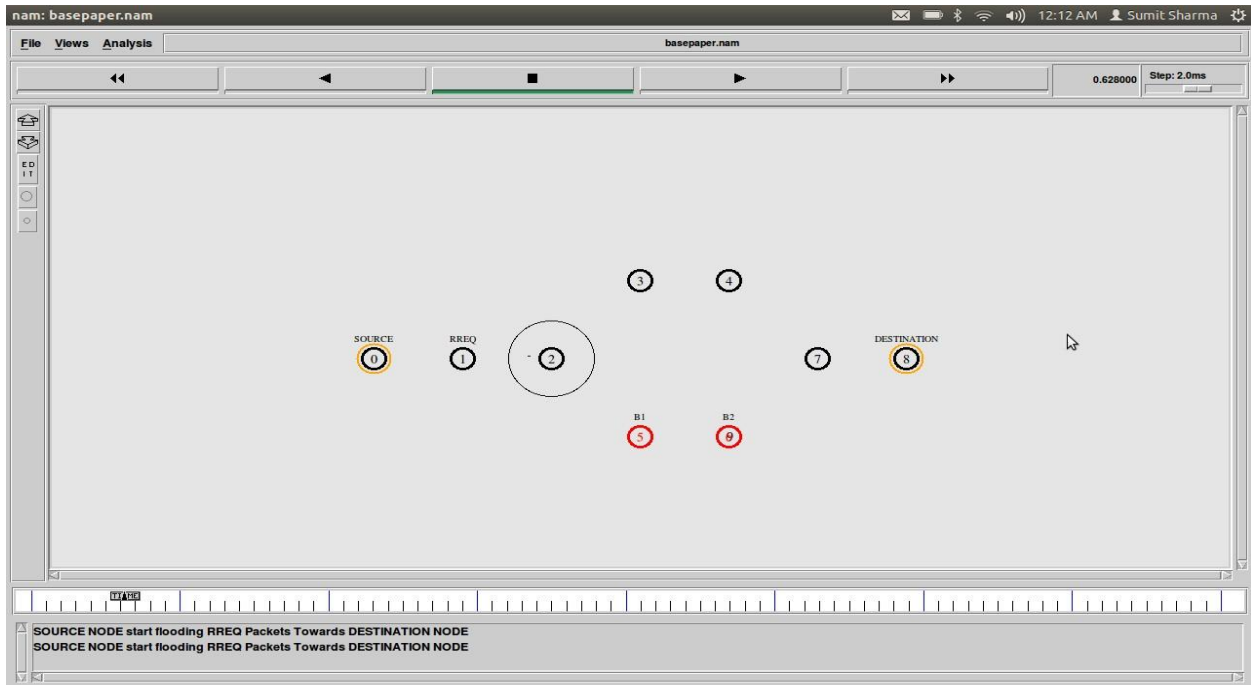 nam: basepaper.nam
12:12 AM Sumit Sharma
File Views Analysis
basepaper.nam
0.628000 Step: 2.0ms
ED
IT
3 4
SOURCE RREQ DESTINATION
0 1 2 7 8
B1 B2
5
TIME
SOURCE NODE start flooding RREQ Packets Towards DESTINATION NODE
SOURCE NODE start flooding RREQ Packets Towards DESTINATION NODE